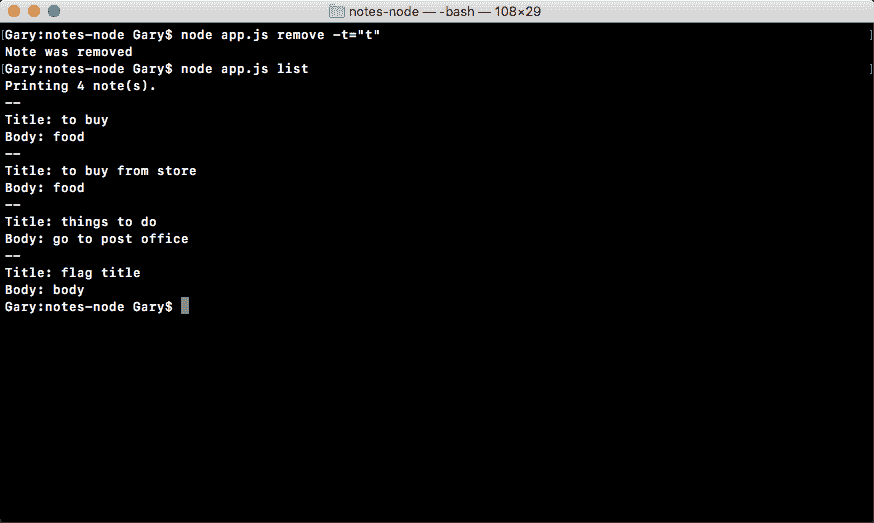 notes-node — -bash — 108×29
[Gary:notes-node Gary$ node app.js remove -t="t" ]
Note was removed
[Gary:notes-node Gary$ node app.js list ]
Printing 4 note(s).
--
Title: to buy
Body: food
--
Title: to buy from store
Body: food
--
Title: things to do
Body: go to post office
--
Title: flag title
Body: body
Gary:notes-node Gary$